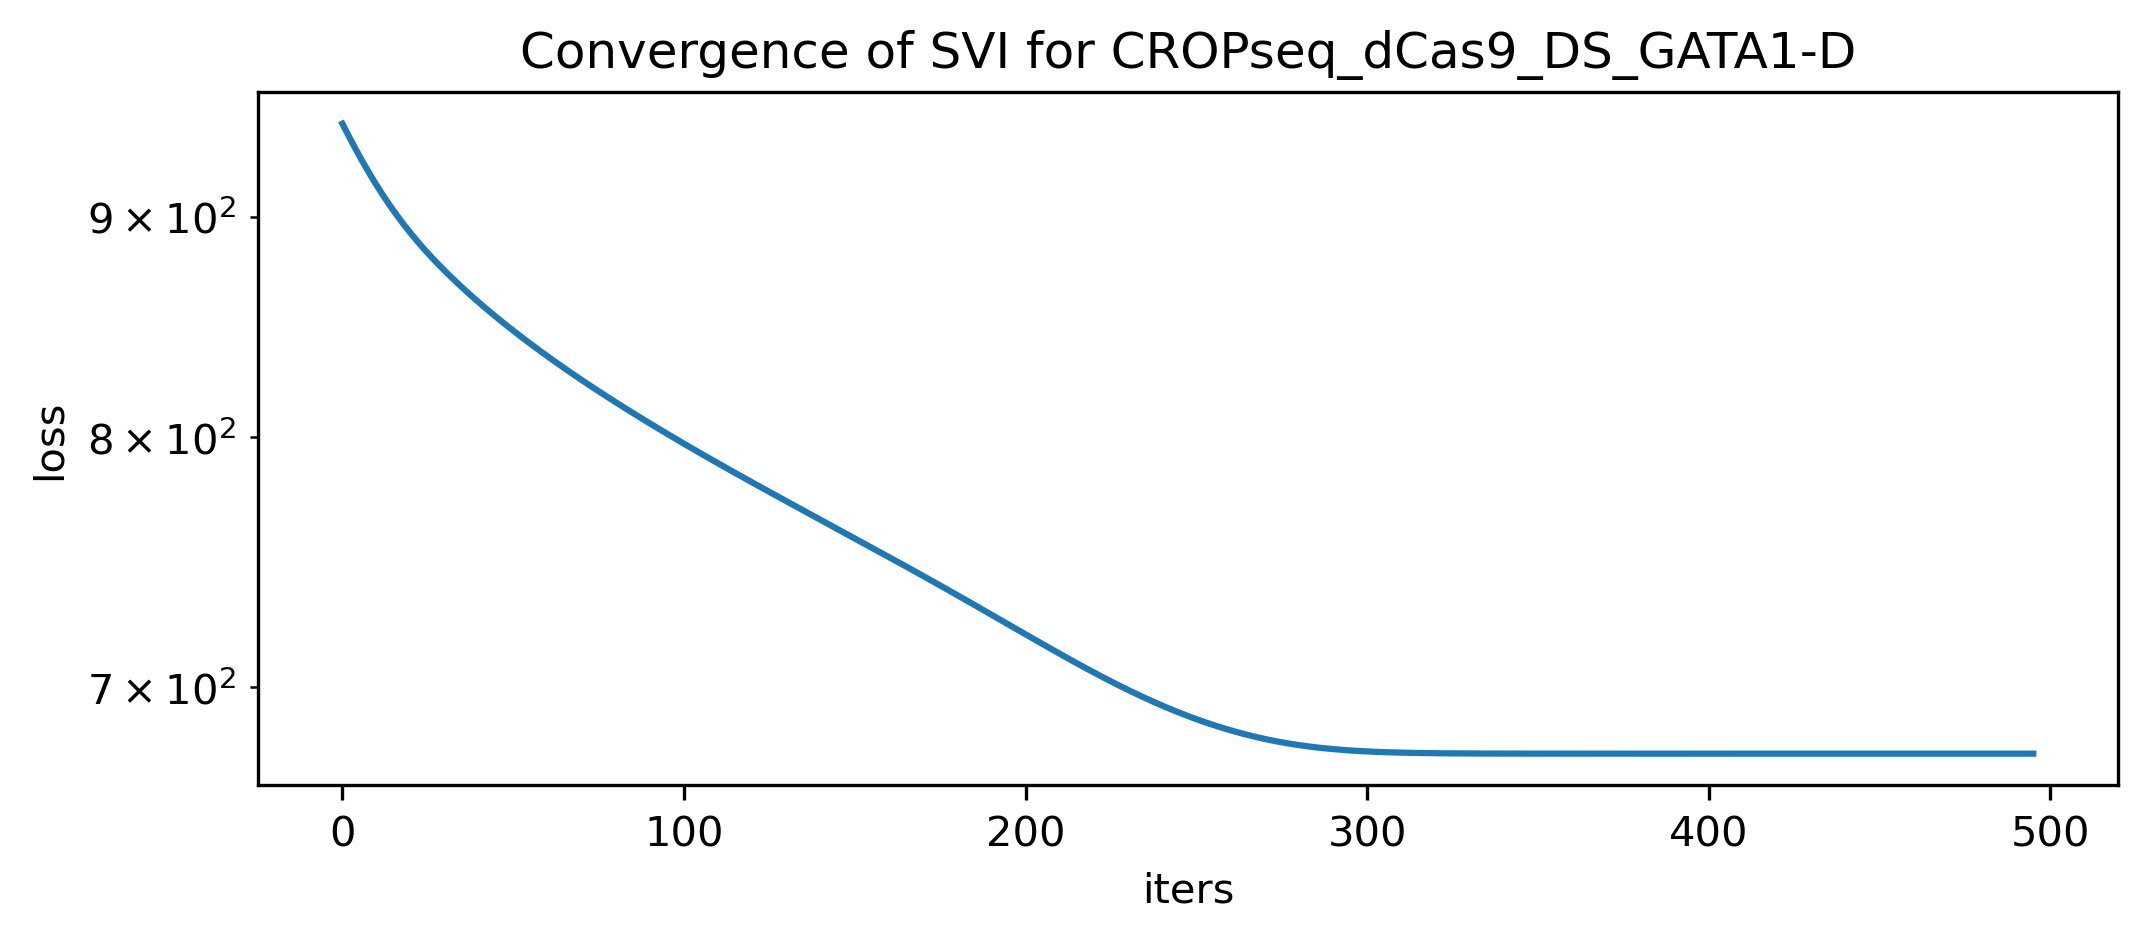 Convergence of SVI for CROPseq_dCas9_DS_GATA1-D
loss
9 × 10²
8 × 10²
7 × 10²
0 100 200 300 400 500
iters